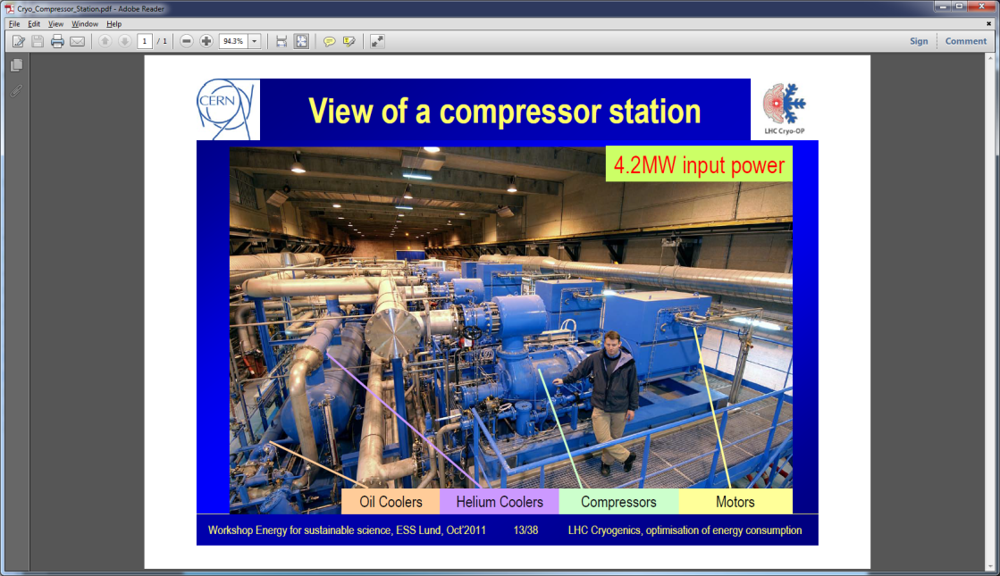 Cryo_Compressor_Station.pdf - Adobe Reader
File Edit View Window Help
1 / 1 94.3% Sign Comment
CERN
View of a compressor station
LHC Cryo-OP
4.2MW input power
Oil Coolers Helium Coolers Compressors Motors
Workshop Energy for sustainable science, ESS Lund, Oct'2011 13/38 LHC Cryogenics, optimisation of energy consumption